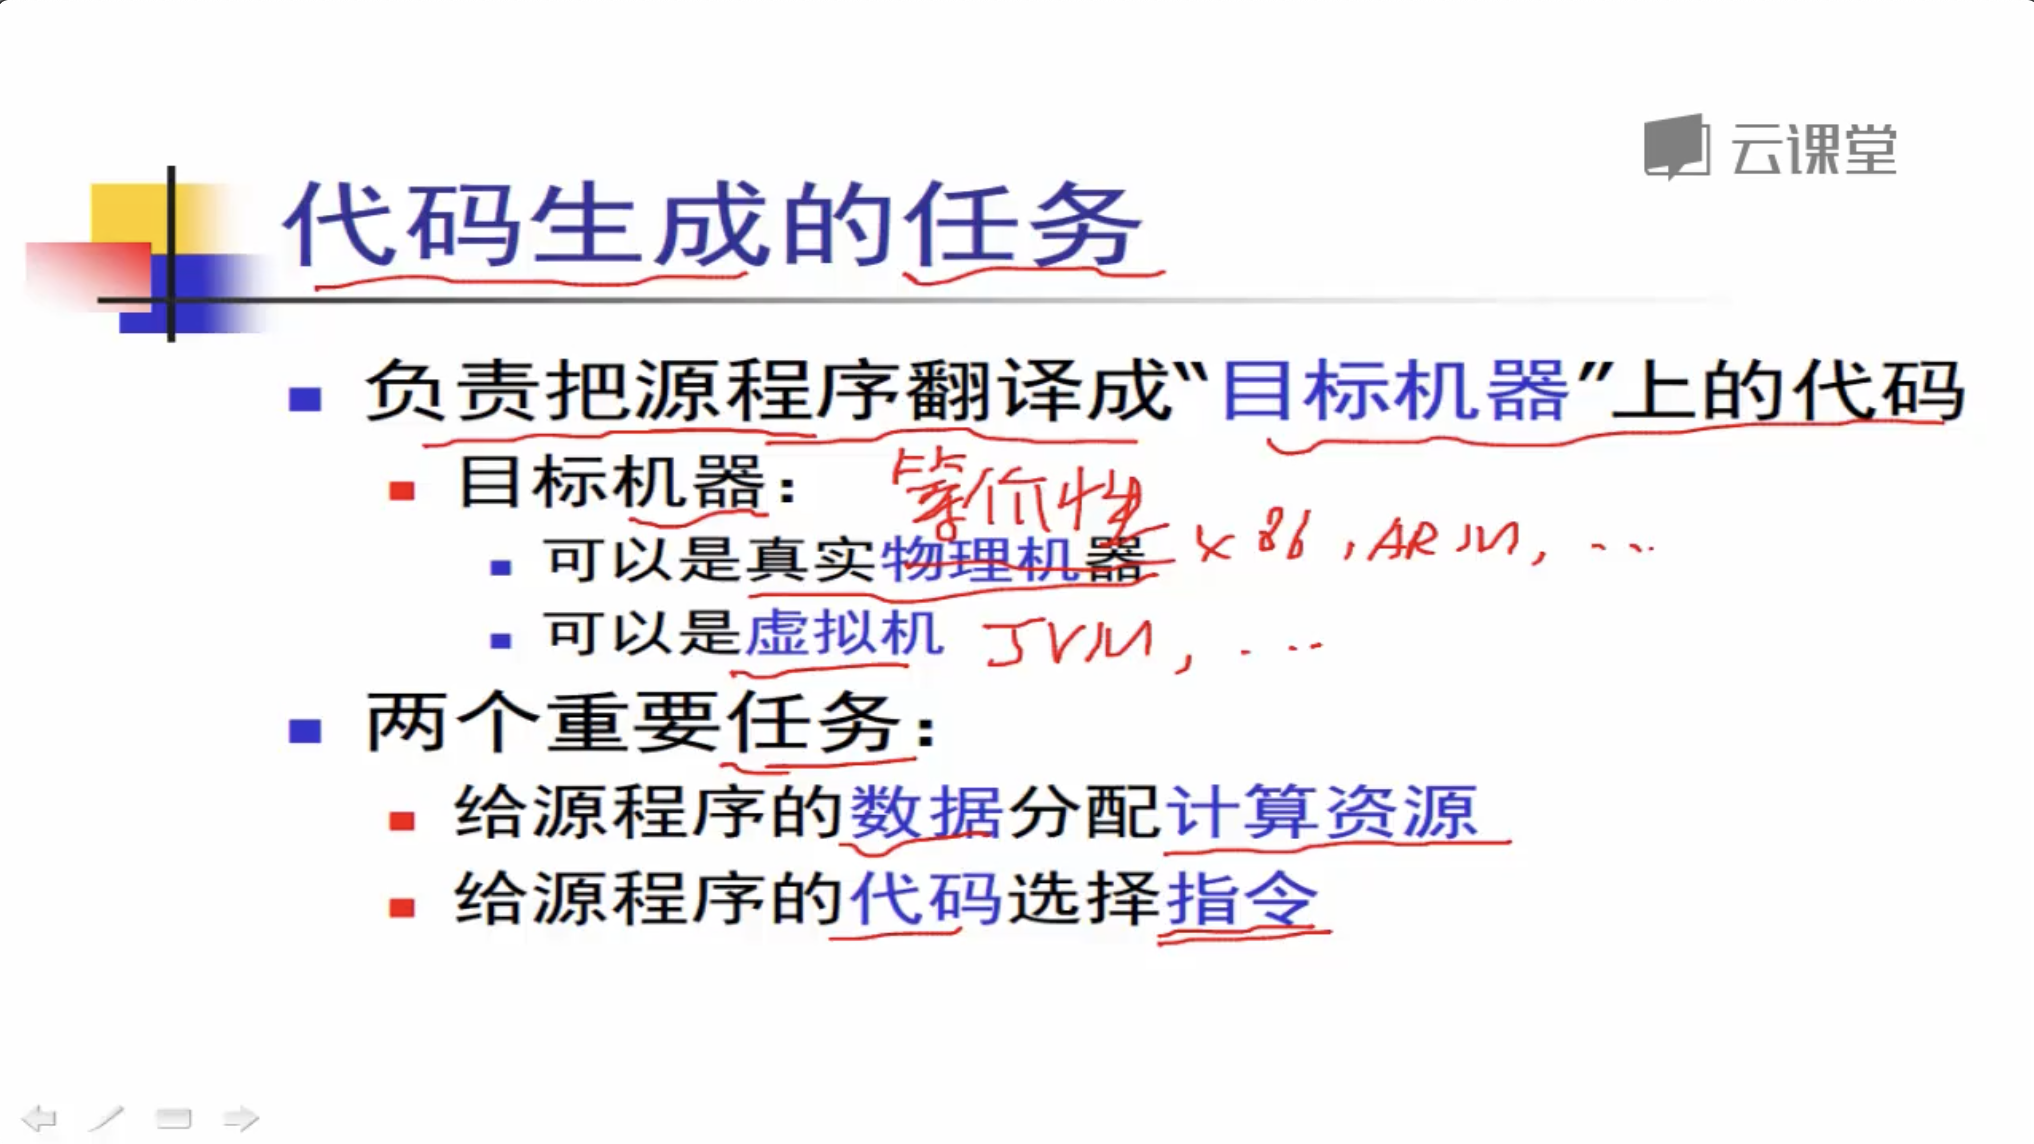 云课堂
代码生成的任务
负责把源程序翻译成“目标机器”上的代码
目标机器：
等价性
可以是真实物理机器 x86, ARM, ...
可以是虚拟机 JVM, ...
两个重要任务：
给源程序的数据分配计算资源
给源程序的代码选择指令